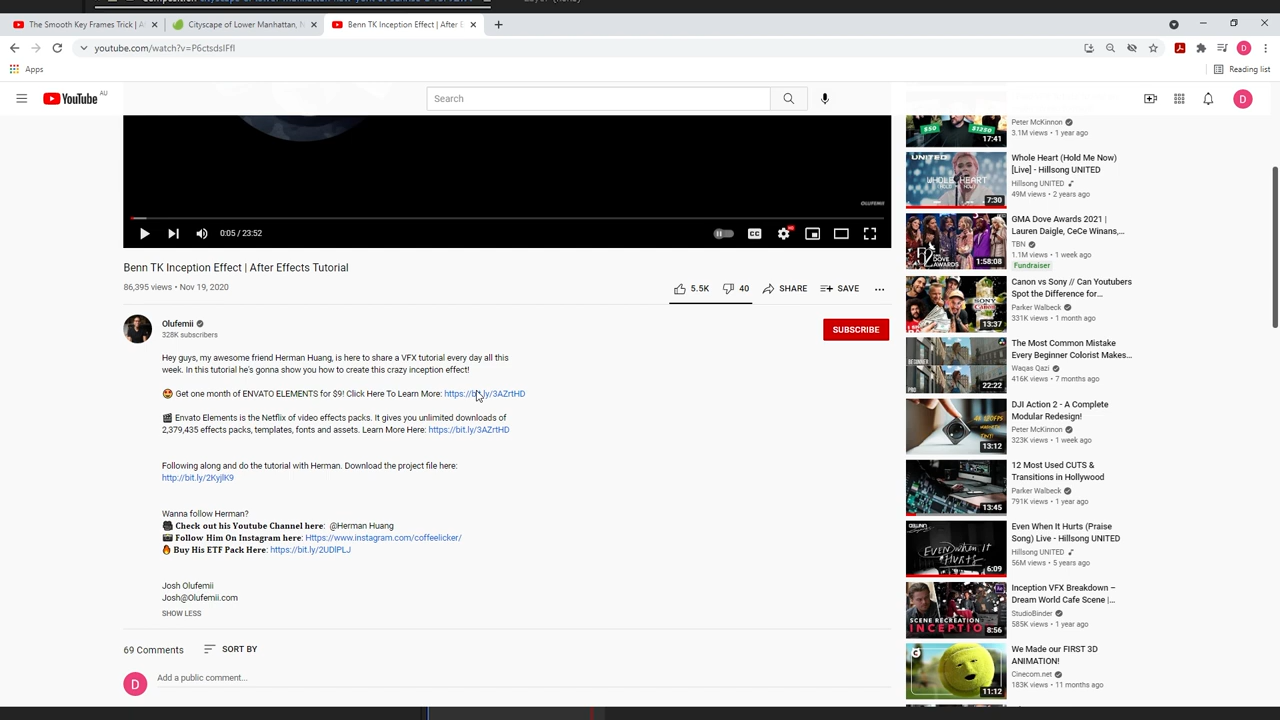 The Smooth Key Frames Trick | A
Cityscape of Lower Manhattan, N
Benn TK Inception Effect | After E
youtube.com/watch?v=P6ctsdsIFfI
Apps
Reading list
YouTube
AU
Search
D
Peter McKinnon
3.1M views • 1 year ago
$50
$1250
17:41
UNITED
WHOLE HEART
7:30
Whole Heart (Hold Me Now)
[Live] - Hillsong UNITED
Hillsong UNITED
49M views • 2 years ago
OLUFEMII
0:05 / 23:52
CC
1:58:08
GMA Dove Awards 2021 |
Lauren Daigle, CeCe Winans,...
TBN
1.1M views • 1 week ago
Fundraiser
Benn TK Inception Effect | After Effects Tutorial
86,395 views • Nov 19, 2020
5.5K
40
SHARE
SAVE
CANON
SONY
13:37
Canon vs Sony // Can Youtubers
Spot the Difference for...
Parker Walbeck
331K views • 1 month ago
Olufemii
328K subscribers
SUBSCRIBE
Hey guys, my awesome friend Herman Huang, is here to share a VFX tutorial every day all this
week. In this tutorial he's gonna show you how to create this crazy inception effect!
Get one month of ENVATO ELEMENTS for $9! Click Here To Learn More: https://bit.ly/3AZrtHD
Envato Elements is the Netflix of video effects packs. It gives you unlimited downloads of
2,379,435 effects packs, templates, fonts and assets. Learn More Here: https://bit.ly/3AZrtHD
Following along and do the tutorial with Herman. Download the project file here:
http://bit.ly/2KyjlK9
Wanna follow Herman?
Check out his Youtube Channel here: @Herman Huang
Follow Him On Instagram here: Https://www.instagram.com/coffeelicker/
Buy His ETF Pack Here: https://bit.ly/2UDlPLJ
Josh Olufemii
Josh@Olufemii.com
SHOW LESS
69 Comments
SORT BY
D
Add a public comment...
BEGINNER
PRO
22:22
The Most Common Mistake
Every Beginner Colorist Makes...
Waqas Qazi
416K views • 7 months ago
13:12
DJI Action 2 - A Complete
Modular Redesign!
Peter McKinnon
323K views • 1 week ago
13:45
12 Most Used CUTS &
Transitions in Hollywood
Parker Walbeck
791K views • 1 year ago
EVEN WHEN IT
HURTS
6:09
Even When It Hurts (Praise
Song) Live - Hillsong UNITED
Hillsong UNITED
56M views • 5 years ago
SCENE RECREATION
INCEPTIO
8:56
Inception VFX Breakdown –
Dream World Cafe Scene |...
StudioBinder
585K views • 1 year ago
11:12
We Made our FIRST 3D
ANIMATION!
Cinecom.net
183K views • 11 months ago